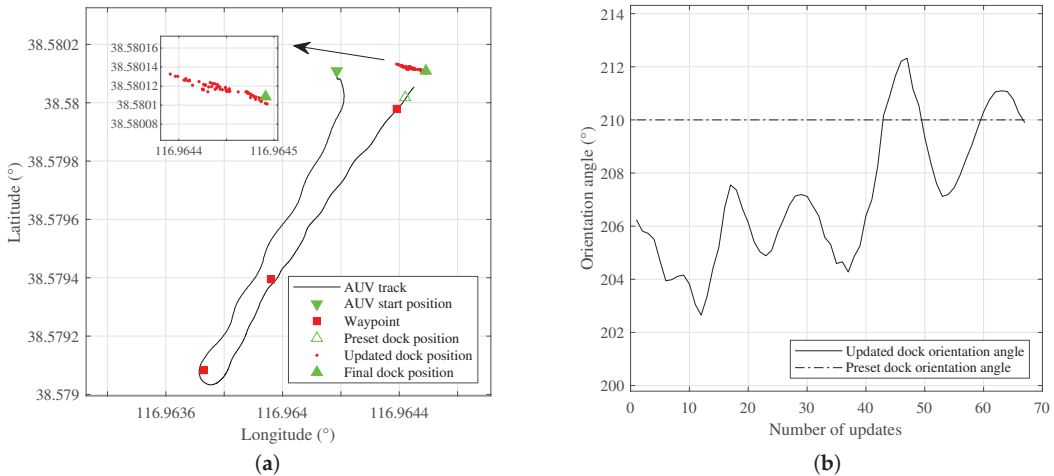 38.5802
38.58
38.5798
38.5796
38.5794
38.5792
38.579
Latitude (°)
38.58016
38.58014
38.58012
38.5801
38.58008
116.9644 116.9645
AUV track
AUV start position
Waypoint
Preset dock position
Updated dock position
Final dock position
116.9636 116.964 116.9644
Longitude (°)
(a)
214
212
210
208
206
204
202
200
Orientation angle (°)
Updated dock orientation angle
Preset dock orientation angle
0 10 20 30 40 50 60 70
Number of updates
(b)